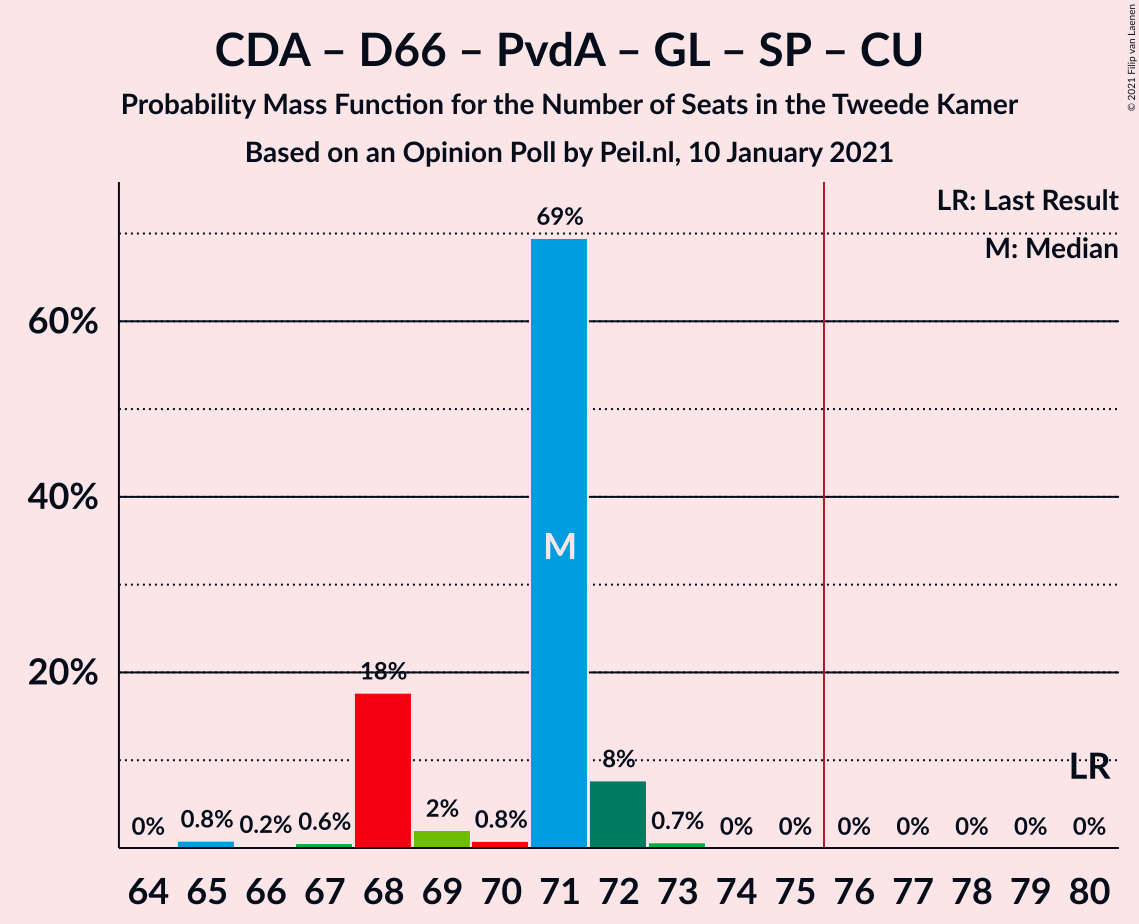 CDA – D66 – PvdA – GL – SP – CU
Probability Mass Function for the Number of Seats in the Tweede Kamer
Based on an Opinion Poll by Peil.nl, 10 January 2021
© 2021 Filip van Laenen
LR: Last Result
M: Median
60%
40%
20%
0%
0.8%
0.2%
0.6%
18%
2%
0.8%
69%
M
8%
0.7%
0%
0%
0%
0%
0%
0%
0%
LR
64 65 66 67 68 69 70 71 72 73 74 75 76 77 78 79 80